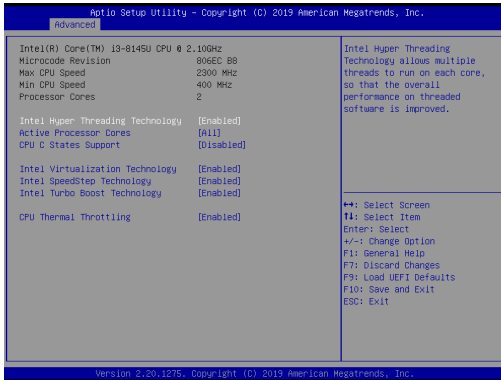 Aptio Setup Utility – Copyright (C) 2019 American Megatrends, Inc.
Advanced
Intel(R) Core(TM) i3-8145U CPU @ 2.10GHz
Microcode Revision 806EC BB
Max CPU Speed 2300 MHz
Min CPU Speed 400 MHz
Processor Cores 2
Intel Hyper Threading Technology [Enabled]
Active Processor Cores [All]
CPU C States Support [Disabled]
Intel Virtualization Technology [Enabled]
Intel SpeedStep Technology [Enabled]
Intel Turbo Boost Technology [Enabled]
CPU Thermal Throttling [Enabled]
Intel Hyper Threading
Technology allows multiple
threads to run on each core,
so that the overall
performance on threaded
software is improved.
↔: Select Screen
↑↓: Select Item
Enter: Select
+/-: Change Option
F1: General Help
F7: Discard Changes
F9: Load UEFI Defaults
F10: Save and Exit
ESC: Exit
Version 2.20.1275. Copyright (C) 2019 American Megatrends, Inc.